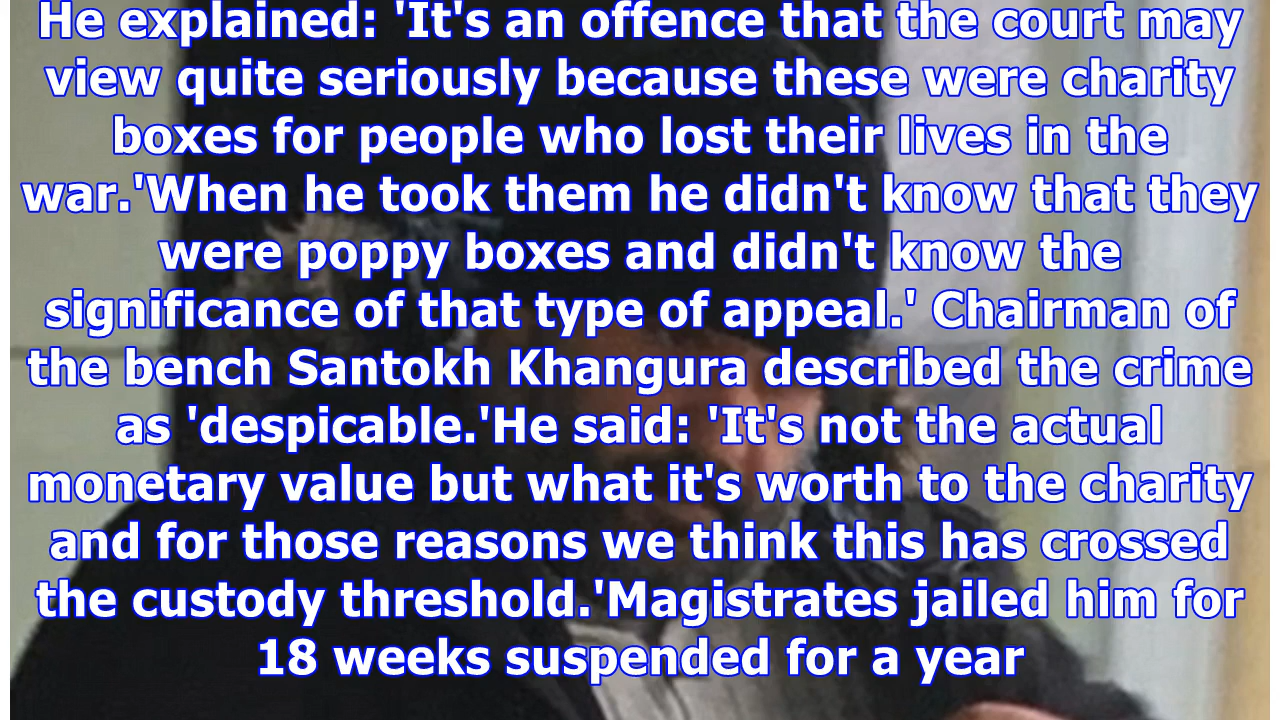 He explained: 'It's an offence that the court may
view quite seriously because these were charity
boxes for people who lost their lives in the
war.'When he took them he didn't know that they
were poppy boxes and didn't know the
significance of that type of appeal.' Chairman of
the bench Santokh Khangura described the crime
as 'despicable.'He said: 'It's not the actual
monetary value but what it's worth to the charity
and for those reasons we think this has crossed
the custody threshold.'Magistrates jailed him for
18 weeks suspended for a year